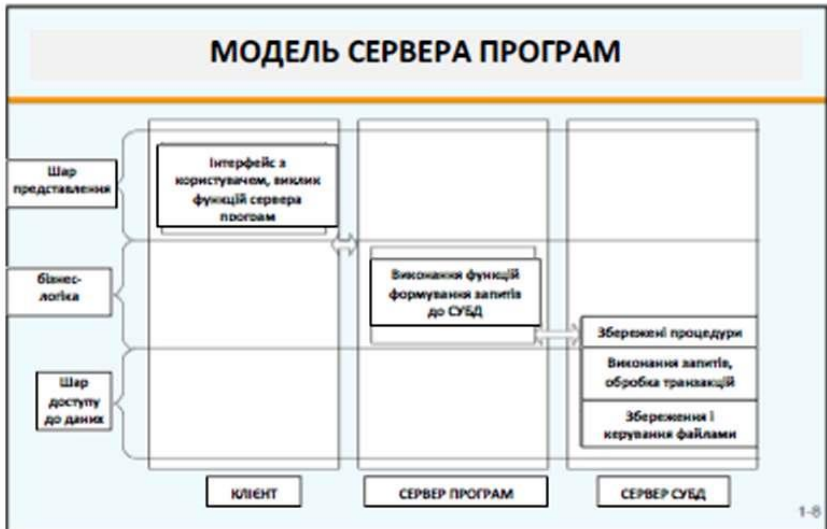 МОДЕЛЬ СЕРВЕРА ПРОГРАМ
Шар
представлення
Інтерфейс з
користувачем, виклик
функцій сервера
програм
бізнес-
логіка
Виконання функцій
формування запитів
до СУБД
Збережені процедури
Шар
доступу
до даних
Виконання запитів,
обробка транзакцій
Збереження і
керування файлами
КЛІЄНТ
СЕРВЕР ПРОГРАМ
СЕРВЕР СУБД
1-8